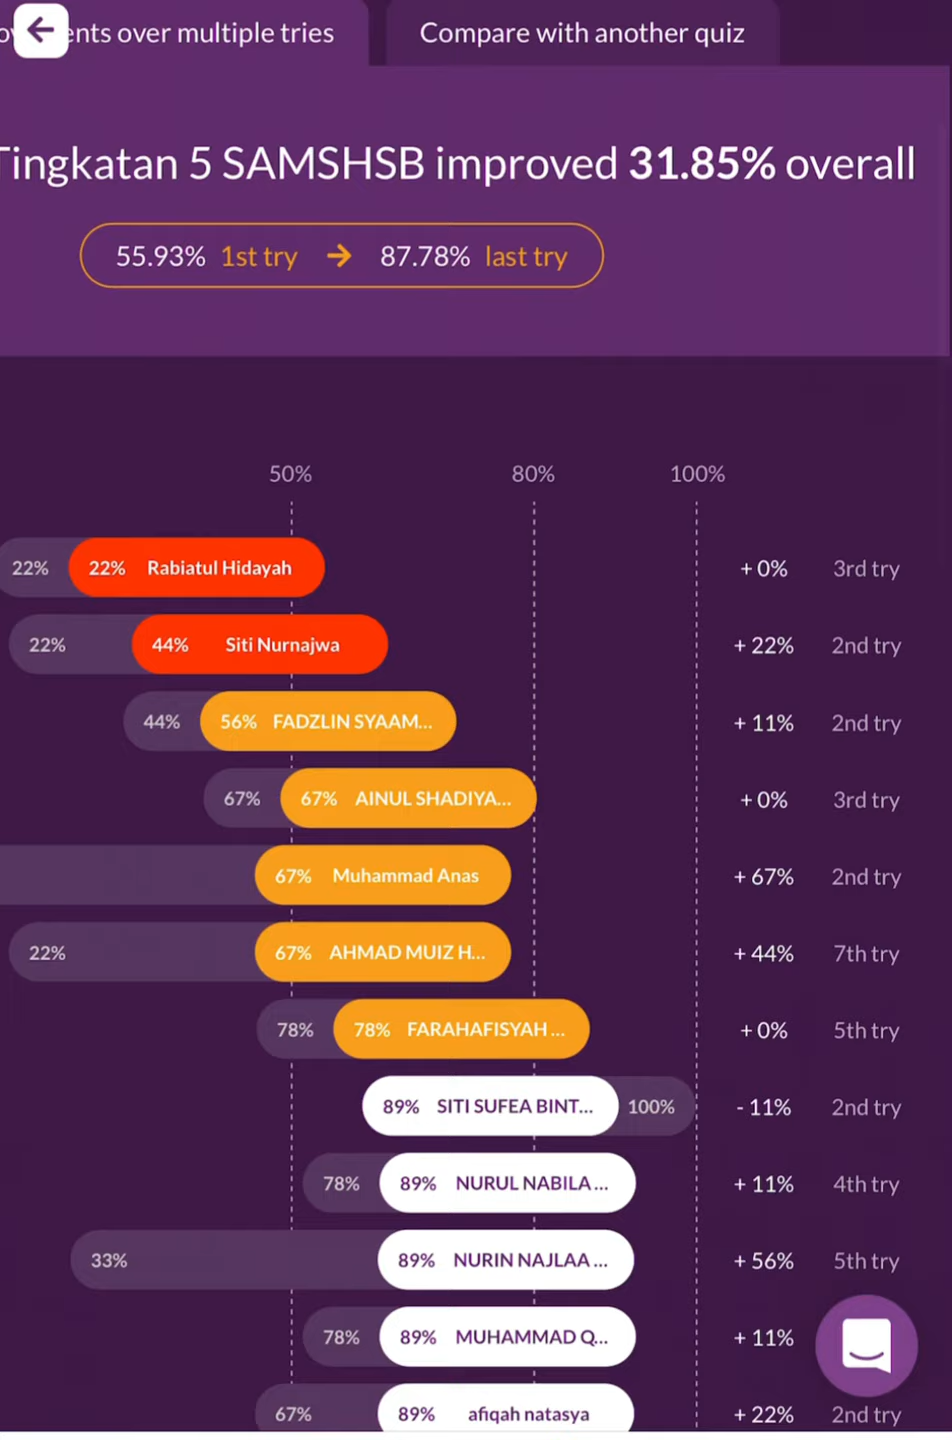 ents over multiple tries Compare with another quiz
Tingkatan 5 SAMSHSB improved 31.85% overall
55.93% 1st try → 87.78% last try
50% 80% 100%
22% 22% Rabiatul Hidayah + 0% 3rd try
22% 44% Siti Nurnajwa + 22% 2nd try
44% 56% FADZLIN SYAAM... + 11% 2nd try
67% 67% AINUL SHADIYA... + 0% 3rd try
67% Muhammad Anas + 67% 2nd try
22% 67% AHMAD MUIZ H... + 44% 7th try
78% 78% FARAHAFISYAH ... + 0% 5th try
89% SITI SUFEA BINT... 100% - 11% 2nd try
78% 89% NURUL NABILA ... + 11% 4th try
33% 89% NURIN NAJLAA ... + 56% 5th try
78% 89% MUHAMMAD Q... + 11%
67% 89% afiqah natasya + 22% 2nd try